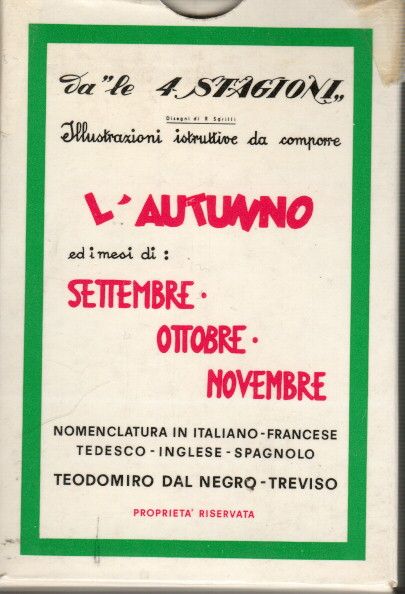 da "le 4 STAGIONI"
Disegni di R Sgrilli
Illustrazioni istruttive da comporre
L'AUTUNNO
ed i mesi di :
SETTEMBRE ·
OTTOBRE ·
NOVEMBRE
NOMENCLATURA IN ITALIANO - FRANCESE
TEDESCO - INGLESE - SPAGNOLO
TEODOMIRO DAL NEGRO - TREVISO
PROPRIETA' RISERVATA